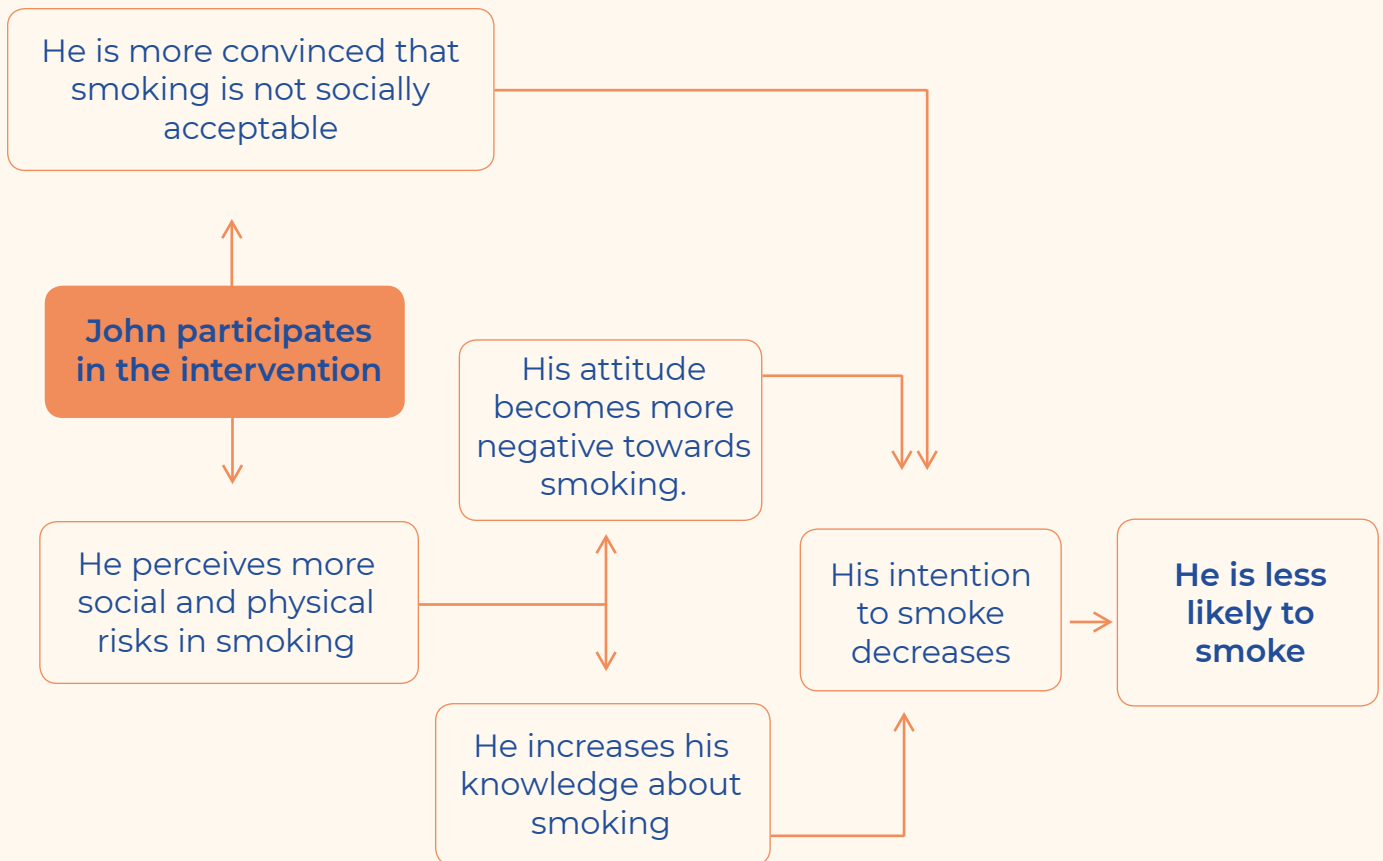 He is more convinced that
smoking is not socially
acceptable
John participates
in the intervention
His attitude
becomes more
negative towards
smoking.
He perceives more
social and physical
risks in smoking
His intention
to smoke
decreases
He is less
likely to
smoke
He increases his
knowledge about
smoking